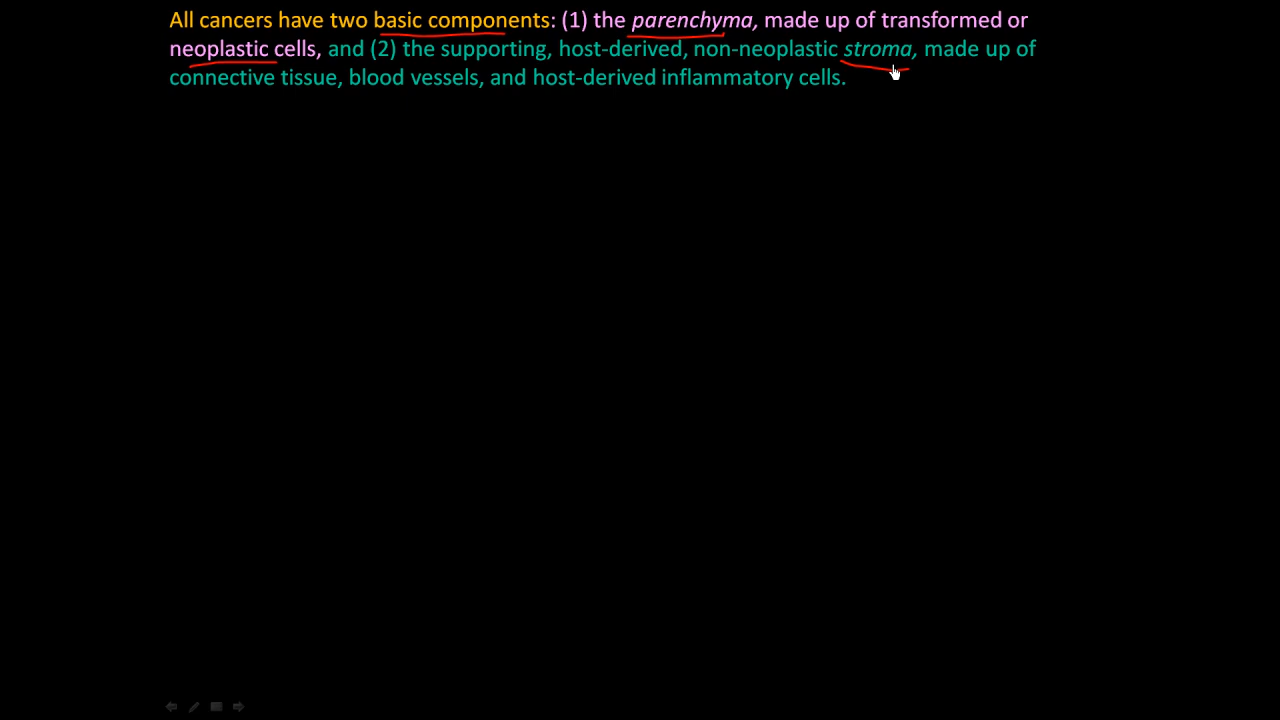 All cancers have two basic components: (1) the parenchyma, made up of transformed or
neoplastic cells, and (2) the supporting, host-derived, non-neoplastic stroma, made up of
connective tissue, blood vessels, and host-derived inflammatory cells.